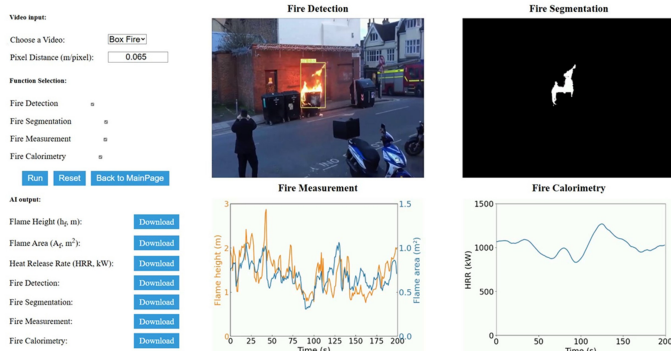 Video input:
Choose a Video:
Box Fire
Pixel Distance (m/pixel):
0.065
Function Selection:
Fire Detection
Fire Segmentation
Fire Measurement
Fire Calorimetry
Run
Reset
Back to MainPage
AI output:
Flame Height (hf, m):
Download
Flame Area (Af, m²):
Download
Heat Release Rate (HRR, kW):
Download
Fire Detection:
Download
Fire Segmentation:
Download
Fire Measurement:
Download
Fire Calorimetry:
Download
Fire Detection
Fire Segmentation
Fire Measurement
Flame height (m)
3
2
1
0
Flame area (m²)
1.5
1.0
0.5
0.0
0 25 50 75 100 125 150 175 200
Time (s)
Fire Calorimetry
HRR (kW)
1500
1000
500
0
0 50 100 150 200
Time (s)